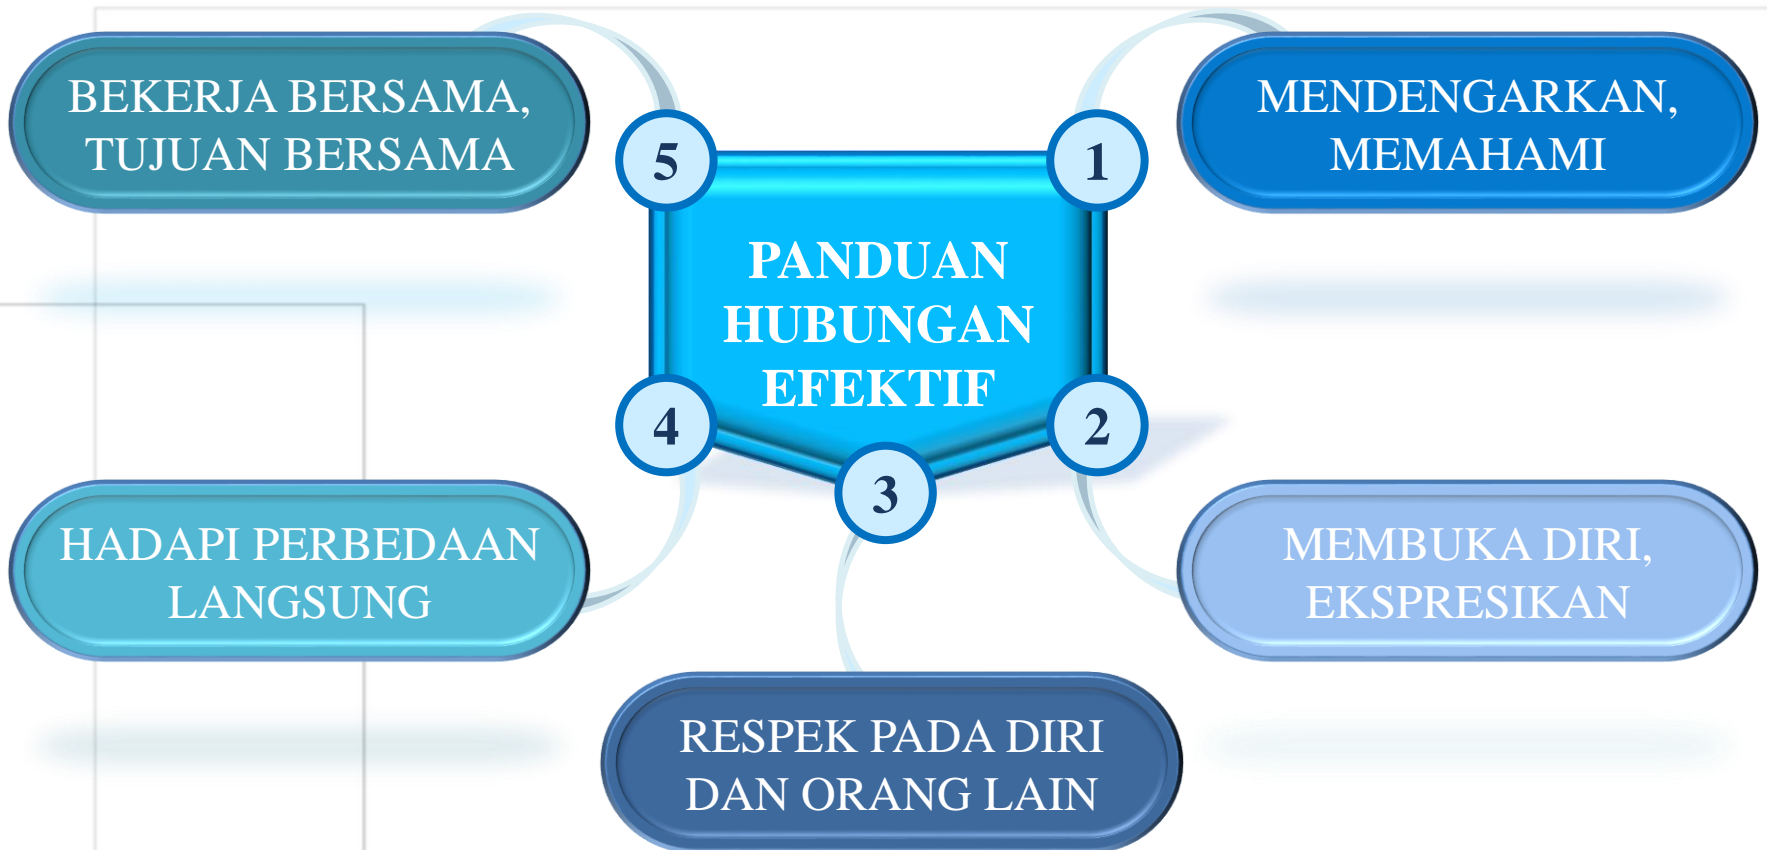 PANDUAN
HUBUNGAN
EFEKTIF
1
MENDENGARKAN,
MEMAHAMI
2
MEMBUKA DIRI,
EKSPRESIKAN
3
RESPEK PADA DIRI
DAN ORANG LAIN
4
HADAPI PERBEDAAN
LANGSUNG
5
BEKERJA BERSAMA,
TUJUAN BERSAMA